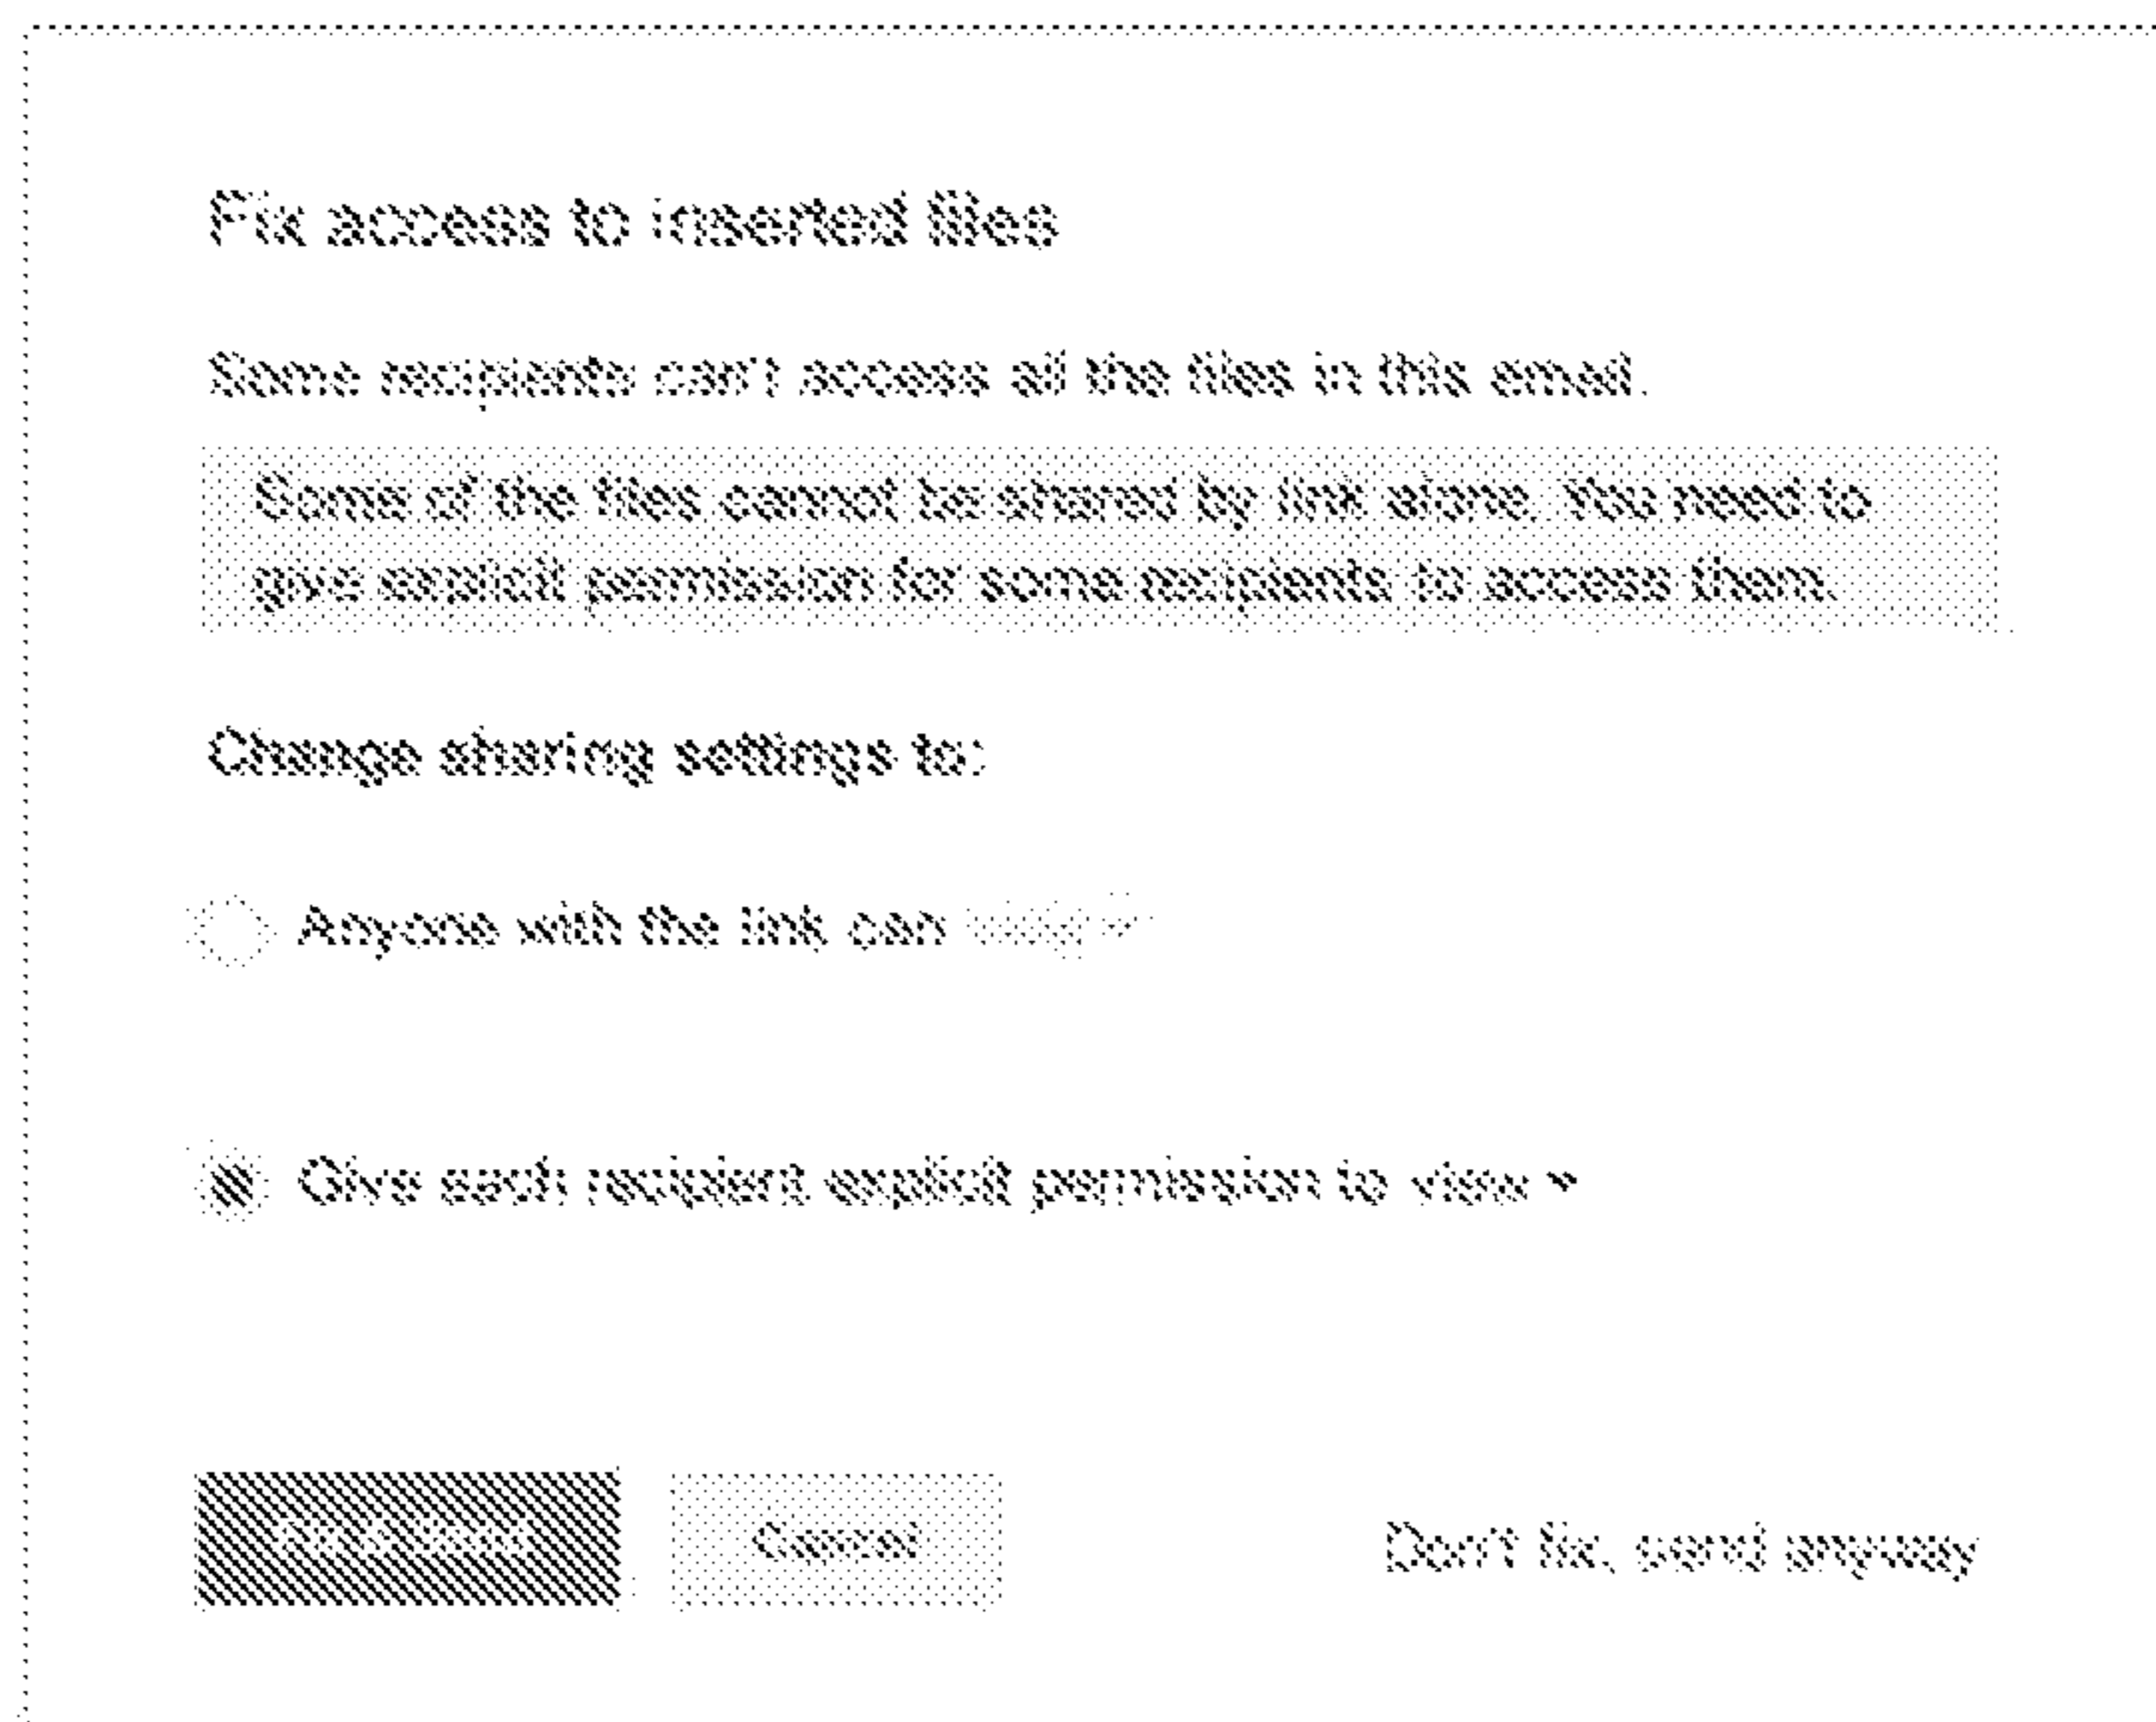 Fix access to inserted files
Some recipients can't access all the files in this email.
Some of the files cannot be shared by link alone. You need to
give explicit permission for some recipients to access them.
Change sharing settings to:
Anyone with the link can view
Give each recipient explicit permission to view
Cancel
Don't fix, send anyway